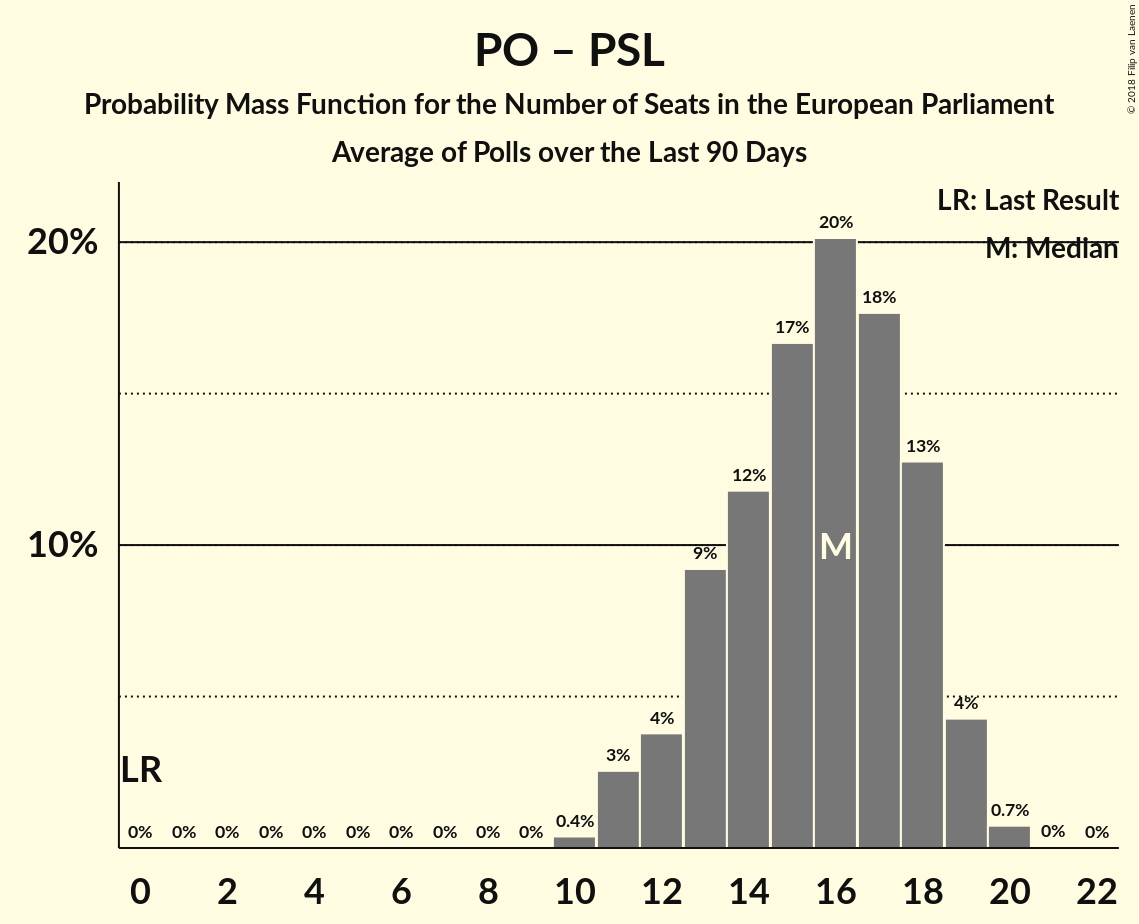 PO – PSL
Probability Mass Function for the Number of Seats in the European Parliament
Average of Polls over the Last 90 Days
© 2018 Filip van Laenen
LR: Last Result
M: Median
20%
10%
20%
18%
17%
13%
12%
9%
M
4%
4%
3%
LR
0.7%
0.4%
0% 0% 0% 0% 0% 0% 0% 0% 0% 0% 0% 0%
0 2 4 6 8 10 12 14 16 18 20 22